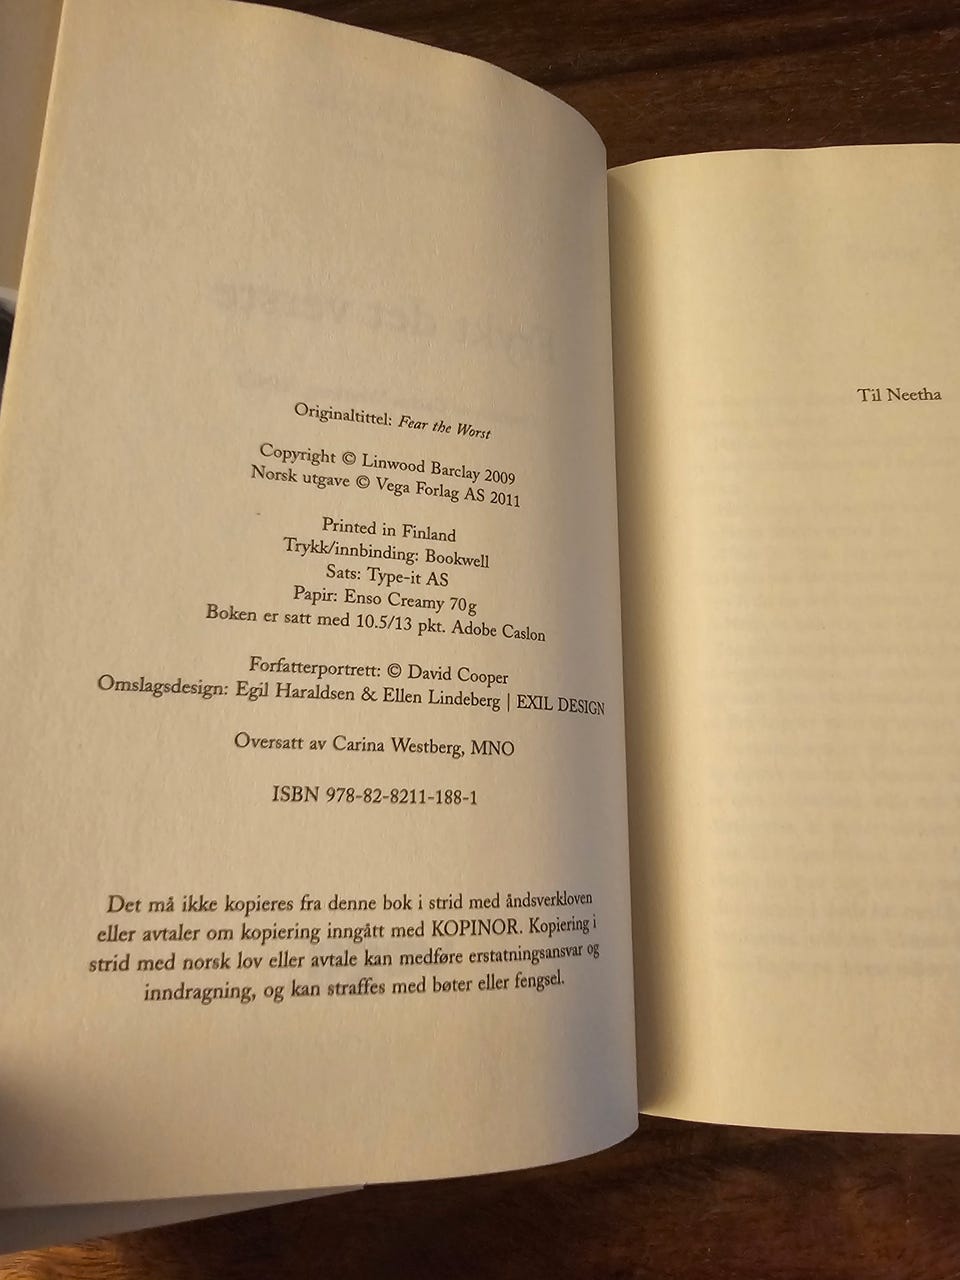 Originaltittel: Fear the Worst
Copyright © Linwood Barclay 2009
Norsk utgave © Vega Forlag AS 2011
Printed in Finland
Trykk/innbinding: Bookwell
Sats: Type-it AS
Papir: Enso Creamy 70g
Boken er satt med 10.5/13 pkt. Adobe Caslon
Forfatterportrett: © David Cooper
Omslagsdesign: Egil Haraldsen & Ellen Lindeberg | EXIL DESIGN
Oversatt av Carina Westberg, MNO
ISBN 978-82-8211-188-1
Det må ikke kopieres fra denne bok i strid med åndsverkloven
eller avtaler om kopiering inngått med KOPINOR. Kopiering i
strid med norsk lov eller avtale kan medføre erstatningsansvar og
inndragning, og kan straffes med bøter eller fengsel.
Til Neetha